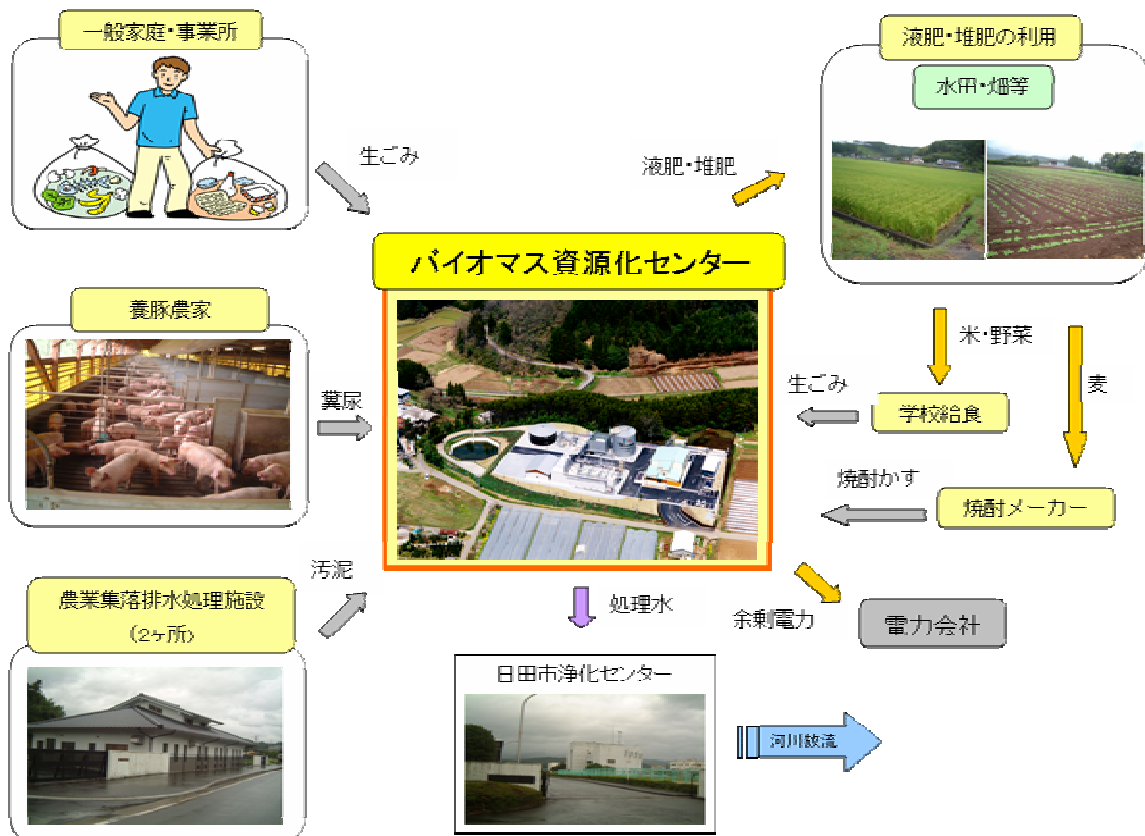 一般家庭・事業所
液肥・堆肥の利用
水田・畑等
生ごみ
液肥・堆肥
バイオマス資源化センター
養豚農家
糞尿
米・野菜
麦
生ごみ
学校給食
焼酎かす
焼酎メーカー
汚泥
農業集落排水処理施設
（2ヶ所）
処理水
余剰電力
電力会社
日田市浄化センター
河川放流